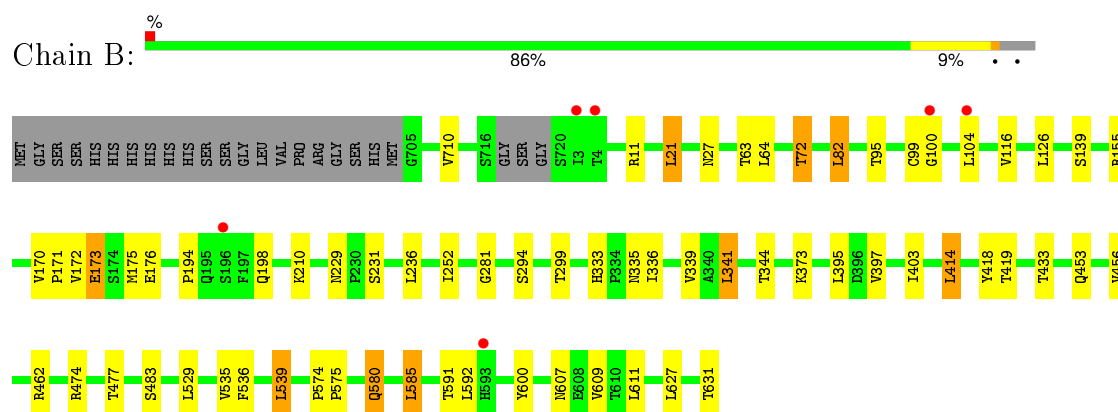 %
Chain B:
86% 9% • •
MET GLY SER SER HIS HIS HIS HIS HIS HIS SER SER GLY LEU VAL PRO ARG GLY SER HIS MET G705 V710 S716 GLY SER GLY S720 I3 T4 R11 L21 N27 T63 L64 T72 L82 T95 C99 G100 L104 V116 L126 S139
V170 P171 V172 E173 S174 M175 E176 P194 Q195 S196 F197 Q198 K210 N229 P230 S231 L236 I252 G281 S294 T299 H333 P334 N335 I336 V339 A340 L341 T344 K373 L395 D396 V397 I403 L414 Y418 T419 T433 Q453
R462 R474 T477 S483 L529 V535 F536 L539 P574 P575 Q580 L585 T591 L592 H593 Y600 N607 E608 V609 T610 L611 L627 T631